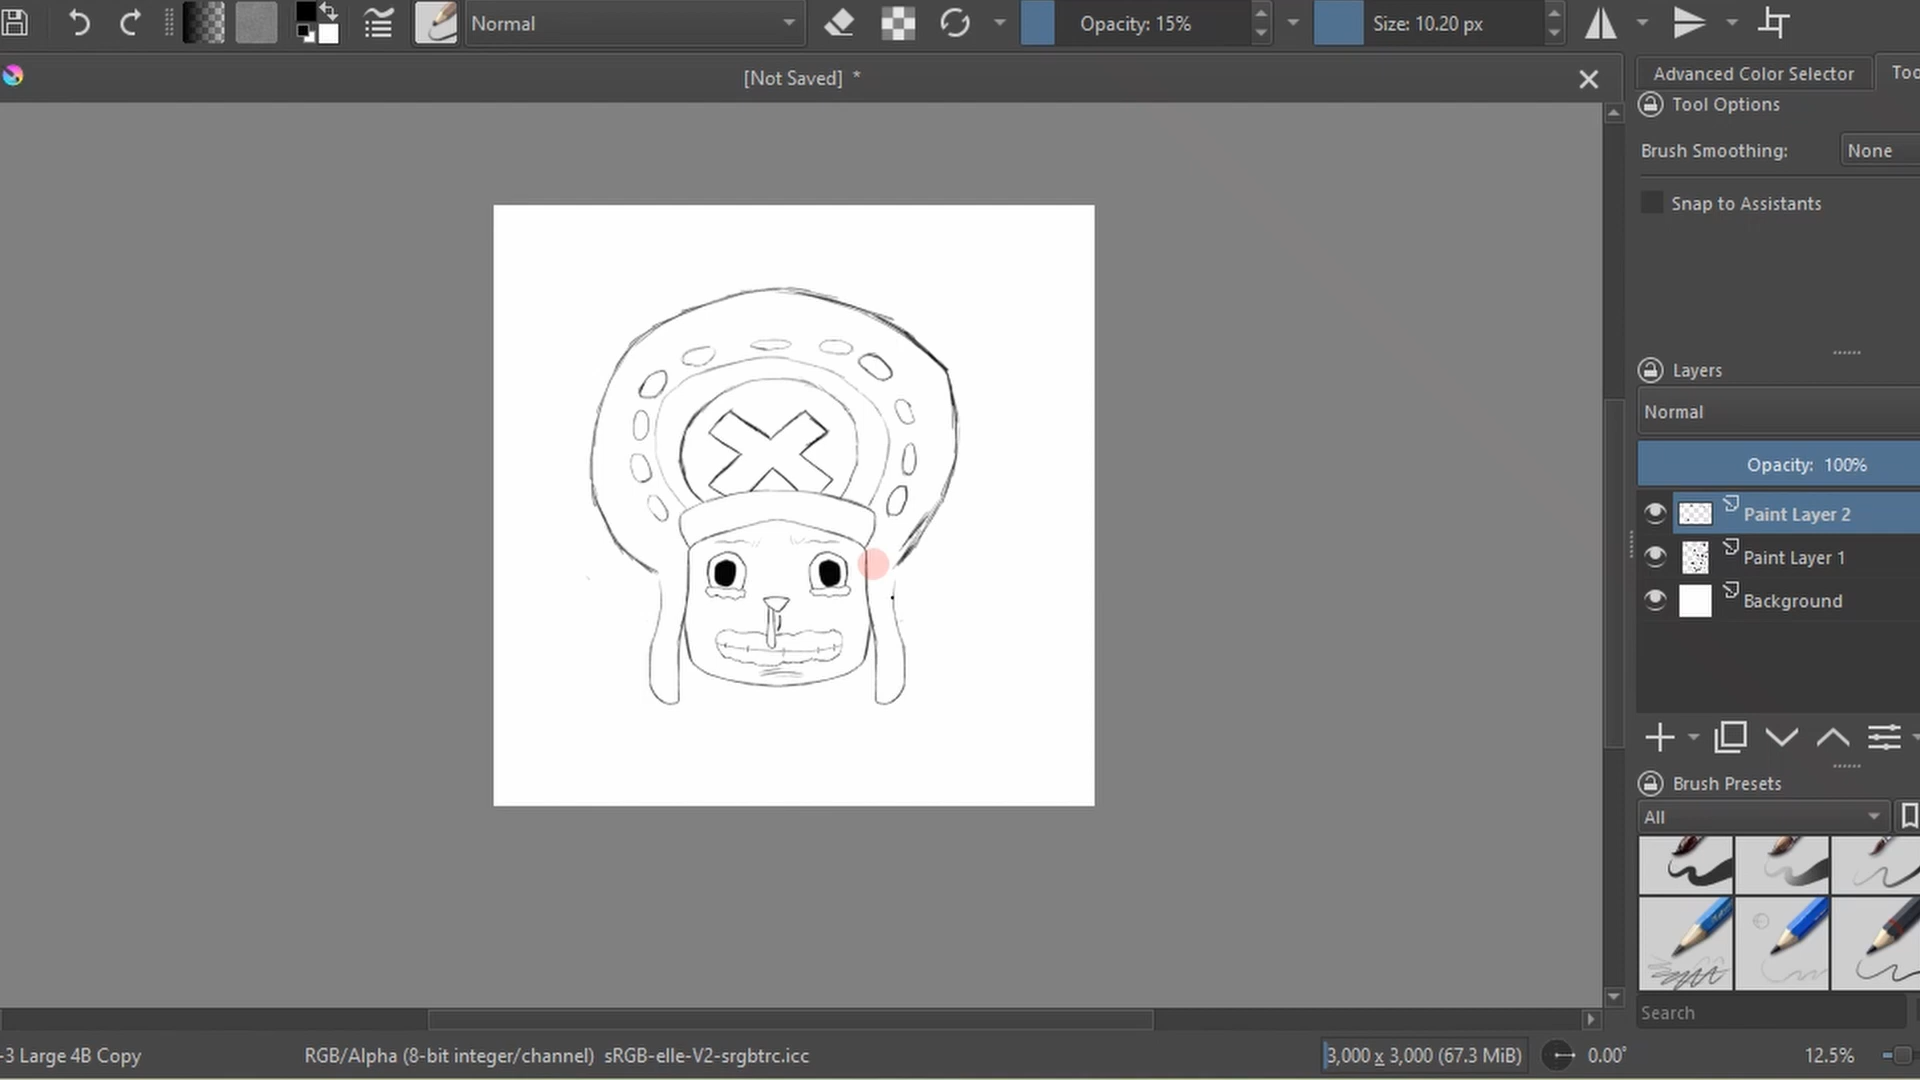 Normal
Opacity: 15%
Size: 10.20 px
[Not Saved] *
Advanced Color Selector
Too
Tool Options
Brush Smoothing:
None
Snap to Assistants
Layers
Normal
Opacity: 100%
Paint Layer 2
Paint Layer 1
Background
Brush Presets
All
Search
-3 Large 4B Copy
RGB/Alpha (8-bit integer/channel) sRGB-elle-V2-srgbtrc.icc
3,000 x 3,000 (67.3 MiB)
0.00°
12.5%